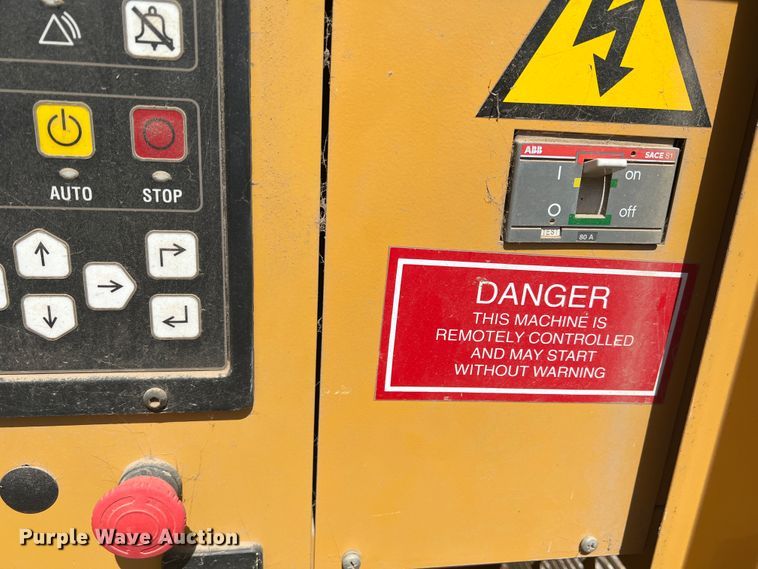 AUTO
STOP
ABB
SACE S1
I on
O off
TEST
80 A
DANGER
THIS MACHINE IS
REMOTELY CONTROLLED
AND MAY START
WITHOUT WARNING
Purple Wave Auction